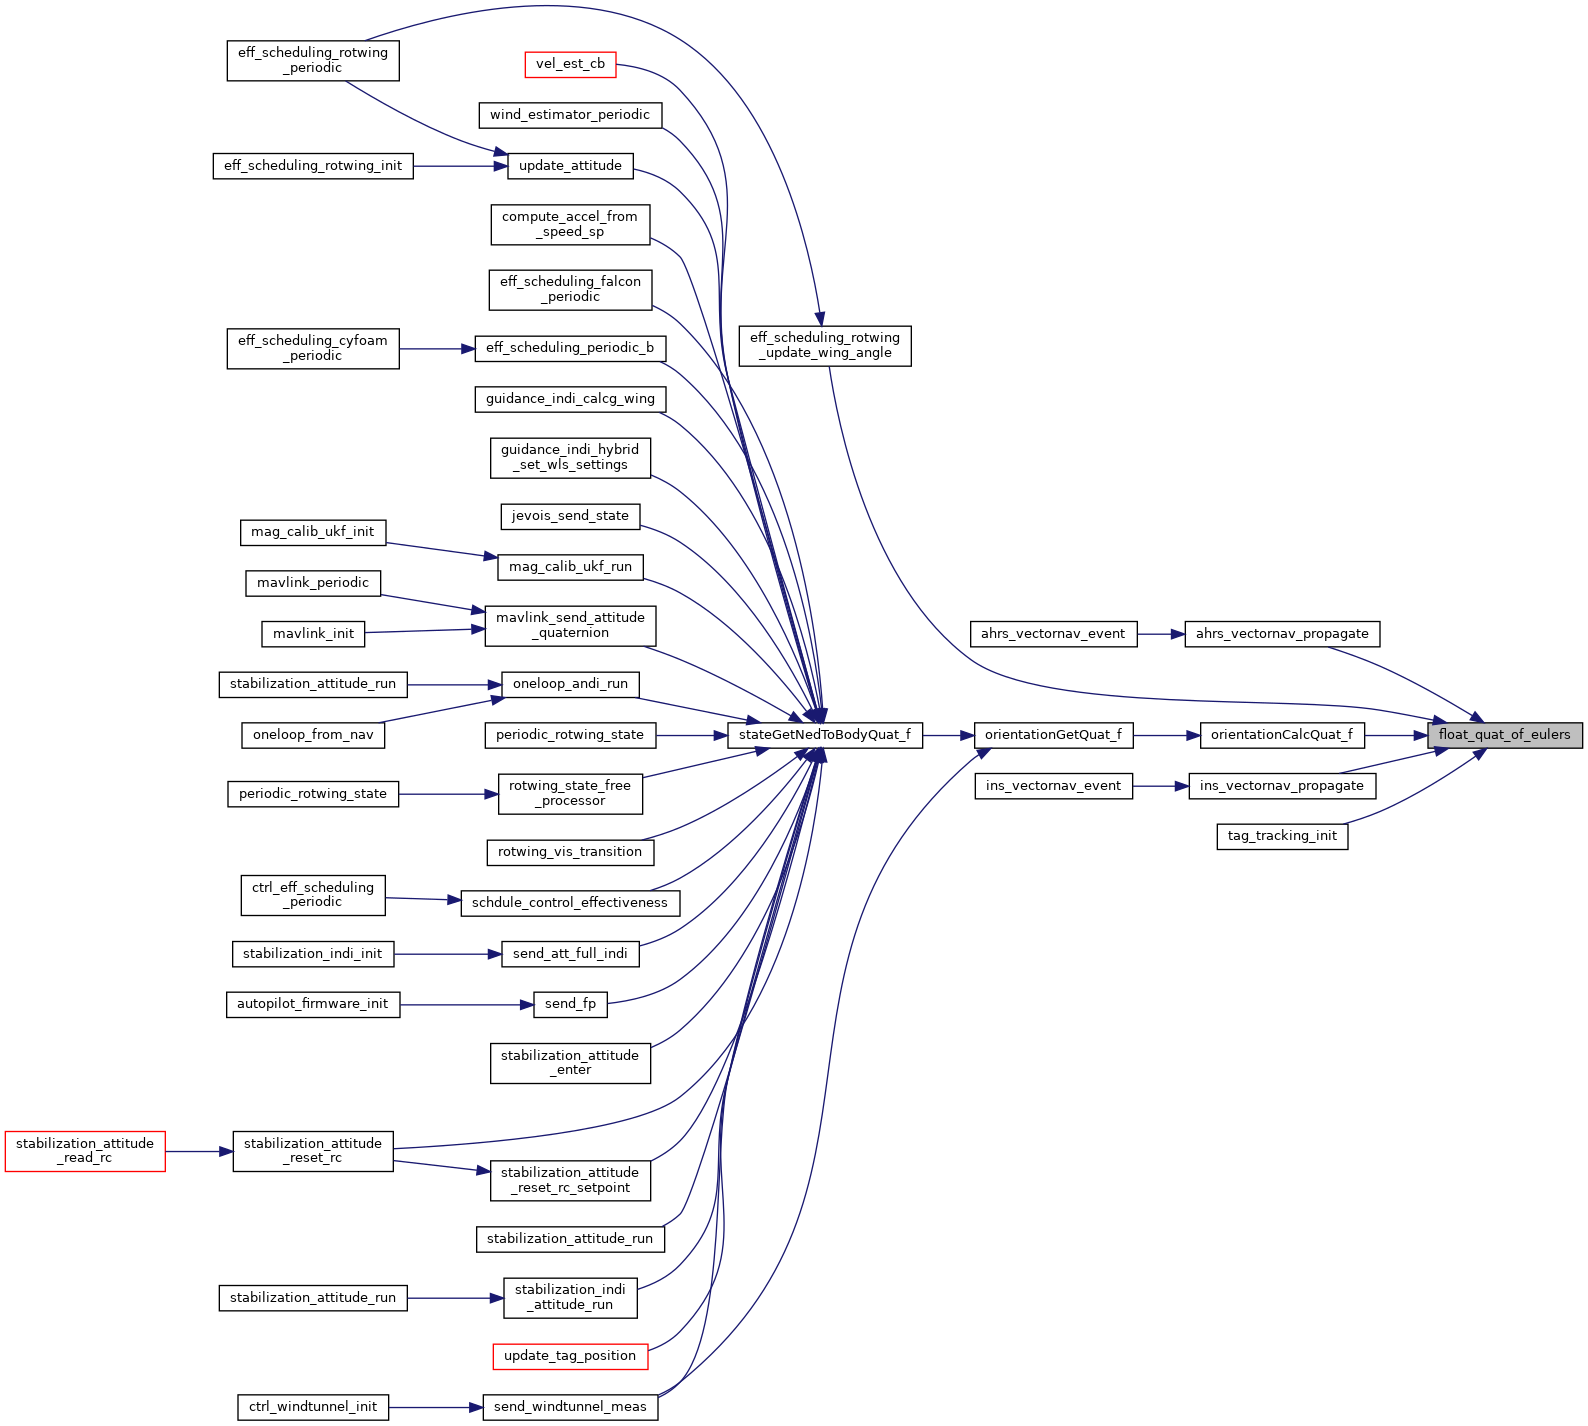 eff_scheduling_rotwing
_periodic
vel_est_cb
wind_estimator_periodic
eff_scheduling_rotwing_init
update_attitude
compute_accel_from
_speed_sp
eff_scheduling_falcon
_periodic
eff_scheduling_cyfoam
_periodic
eff_scheduling_periodic_b
eff_scheduling_rotwing
_update_wing_angle
guidance_indi_calcg_wing
guidance_indi_hybrid
_set_wls_settings
jevois_send_state
mag_calib_ukf_init
mag_calib_ukf_run
mavlink_periodic
mavlink_send_attitude
_quaternion
mavlink_init
ahrs_vectornav_event
ahrs_vectornav_propagate
stabilization_attitude_run
oneloop_andi_run
oneloop_from_nav
periodic_rotwing_state
stateGetNedToBodyQuat_f
orientationGetQuat_f
orientationCalcQuat_f
float_quat_of_eulers
periodic_rotwing_state
rotwing_state_free
_processor
ins_vectornav_event
ins_vectornav_propagate
tag_tracking_init
rotwing_vis_transition
ctrl_eff_scheduling
_periodic
schdule_control_effectiveness
stabilization_indi_init
send_att_full_indi
autopilot_firmware_init
send_fp
stabilization_attitude
_enter
stabilization_attitude
_read_rc
stabilization_attitude
_reset_rc
stabilization_attitude
_reset_rc_setpoint
stabilization_attitude_run
stabilization_attitude_run
stabilization_indi
_attitude_run
update_tag_position
ctrl_windtunnel_init
send_windtunnel_meas